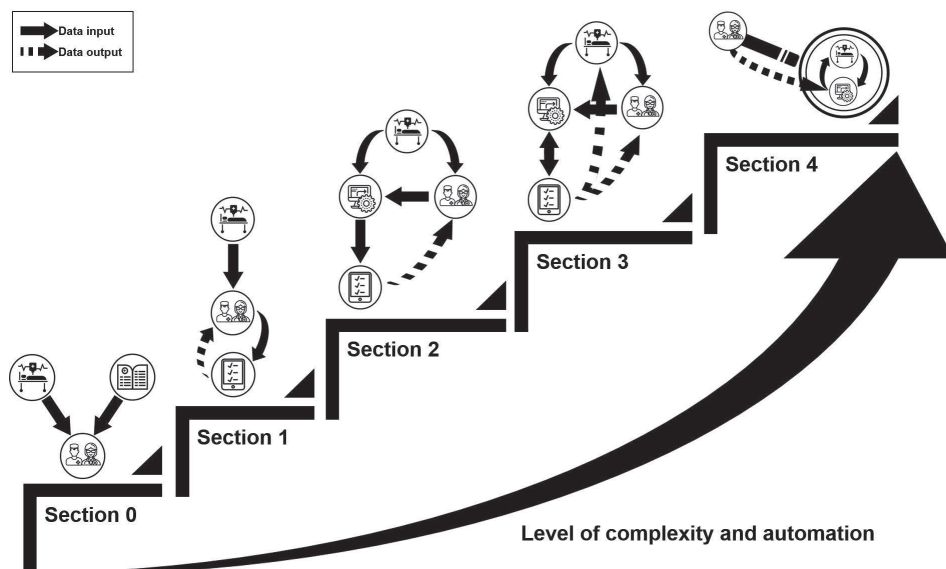 Data input
Data output
Section 4
Section 3
Section 2
Section 1
Section 0
Level of complexity and automation